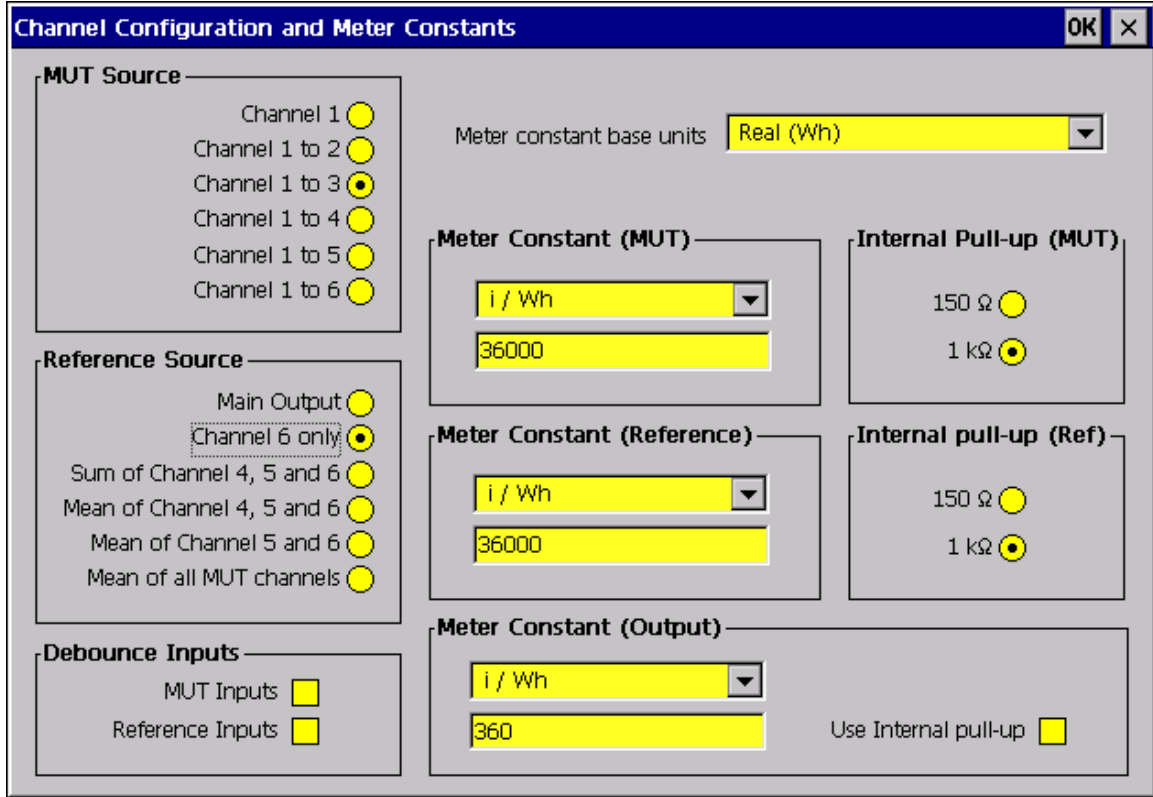 Channel Configuration and Meter Constants
OK
MUT Source
Channel 1
Channel 1 to 2
Channel 1 to 3
Channel 1 to 4
Channel 1 to 5
Channel 1 to 6
Meter constant base units Real (Wh)
Meter Constant (MUT)
i / Wh
36000
Internal Pull-up (MUT)
150 Ω
1 kΩ
Reference Source
Main Output
Channel 6 only
Sum of Channel 4, 5 and 6
Mean of Channel 4, 5 and 6
Mean of Channel 5 and 6
Mean of all MUT channels
Meter Constant (Reference)
i / Wh
36000
Internal pull-up (Ref)
150 Ω
1 kΩ
Debounce Inputs
MUT Inputs
Reference Inputs
Meter Constant (Output)
i / Wh
360
Use Internal pull-up